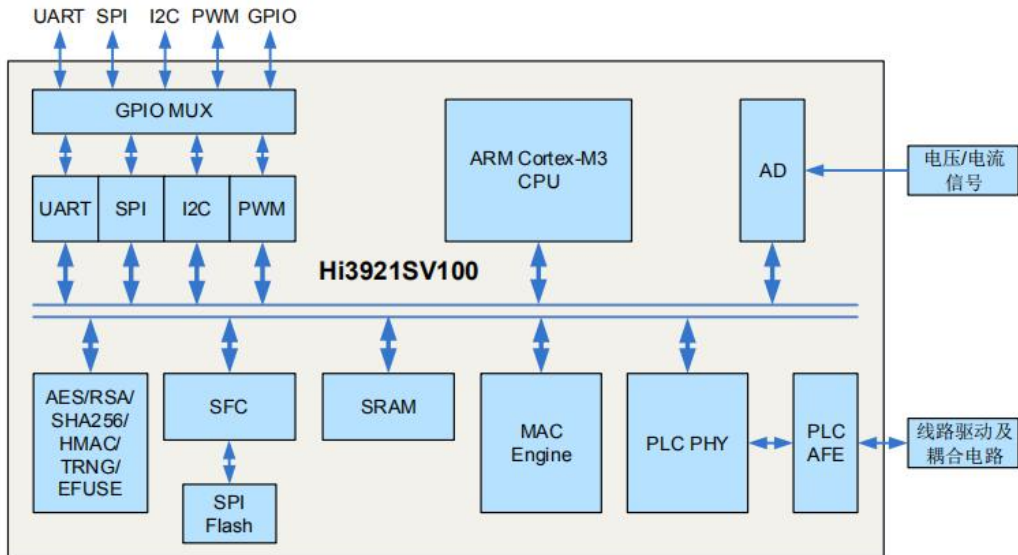 UART SPI I2C PWM GPIO
GPIO MUX
UART SPI I2C PWM
ARM Cortex-M3
CPU
AD
电压/电流
信号
Hi3921SV100
AES/RSA/
SHA256/
HMAC/
TRNG/
EFUSE
SFC
SPI
Flash
SRAM
MAC
Engine
PLC PHY
PLC
AFE
线路驱动及
耦合电路